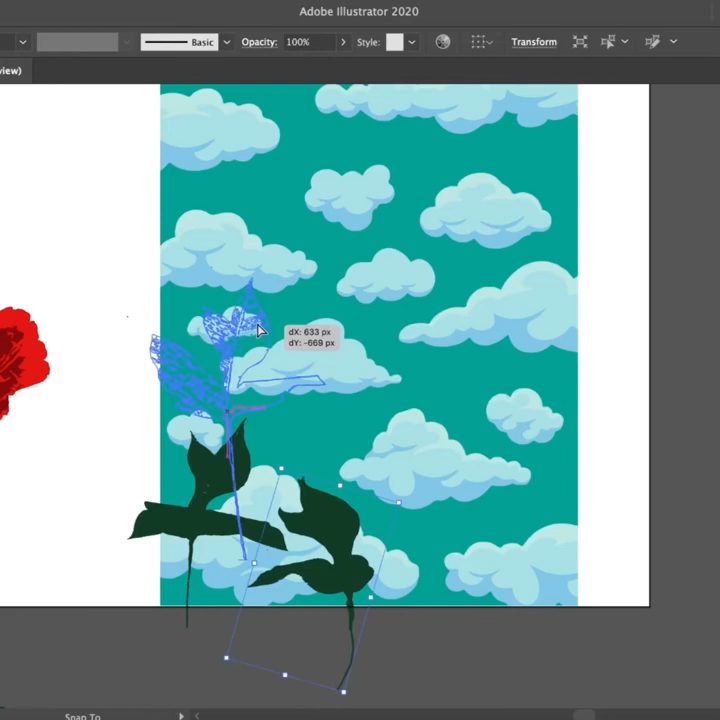 Adobe Illustrator 2020
Basic
Opacity:
100%
Style:
Transform
view)
dX: 633 px
dY: -669 px
Snap To